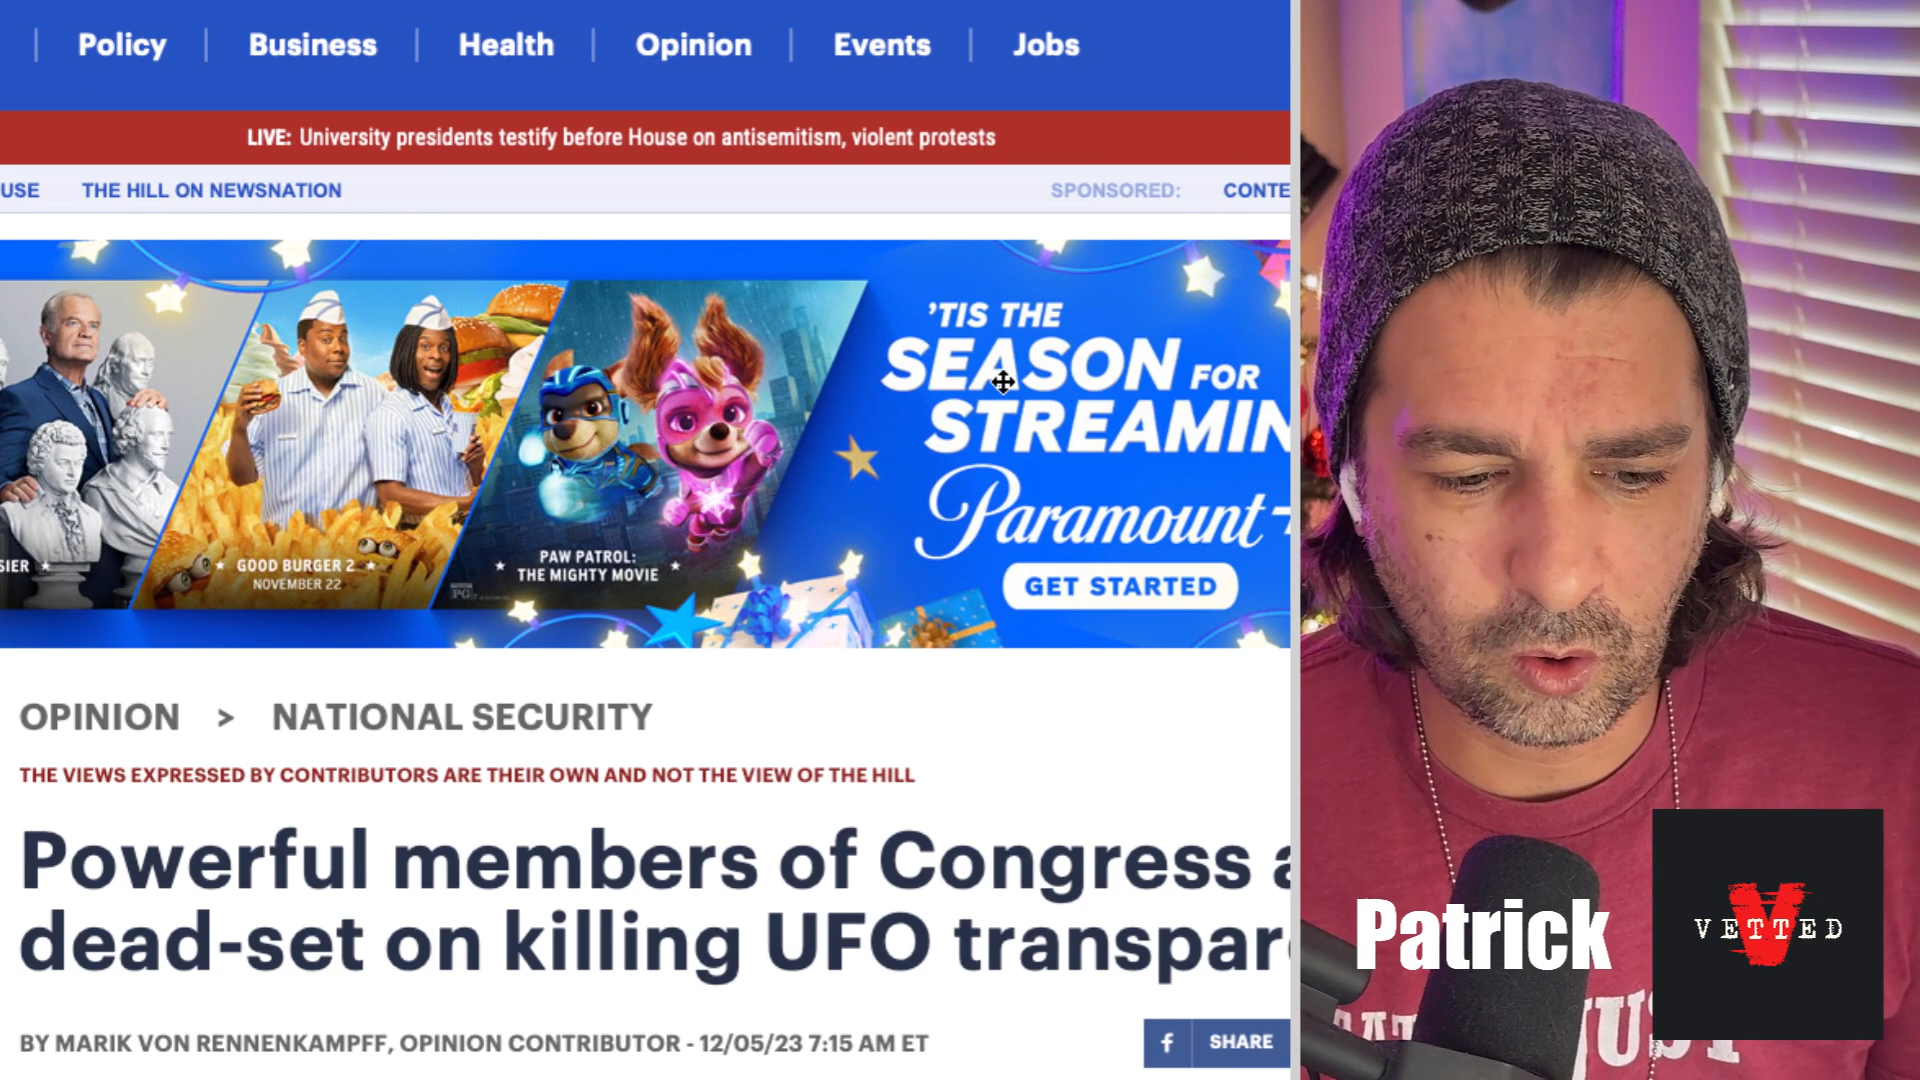 Policy
Business
Health
Opinion
Events
Jobs
LIVE: University presidents testify before House on antisemitism, violent protests
USE
THE HILL ON NEWSNATION
SPONSORED:
CONTE
'TIS THE
SEASON FOR
STREAMIN
Paramount+
GET STARTED
SIER
GOOD BURGER 2
NOVEMBER 22
PAW PATROL:
THE MIGHTY MOVIE
PG
OPINION > NATIONAL SECURITY
THE VIEWS EXPRESSED BY CONTRIBUTORS ARE THEIR OWN AND NOT THE VIEW OF THE HILL
Powerful members of Congress a
dead-set on killing UFO transpar
BY MARIK VON RENNENKAMPFF, OPINION CONTRIBUTOR - 12/05/23 7:15 AM ET
f SHARE
Patrick
VETTED